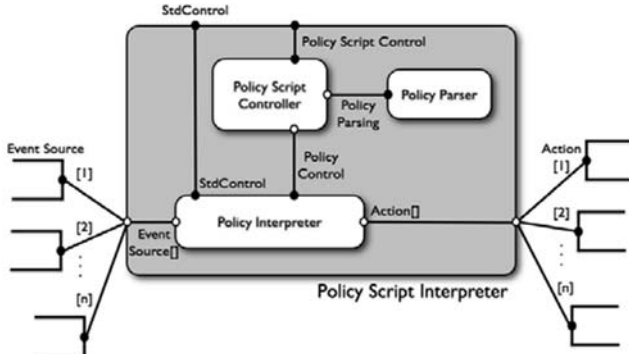 StdControl
Policy Script Control
Policy Script
Controller
Policy Parser
Policy
Parsing
Event Source
Action
[1]
[1]
Policy
Control
StdControl
[2]
[2]
Policy Interpreter
Action[]
Event
Source[]
[n]
[n]
Policy Script Interpreter